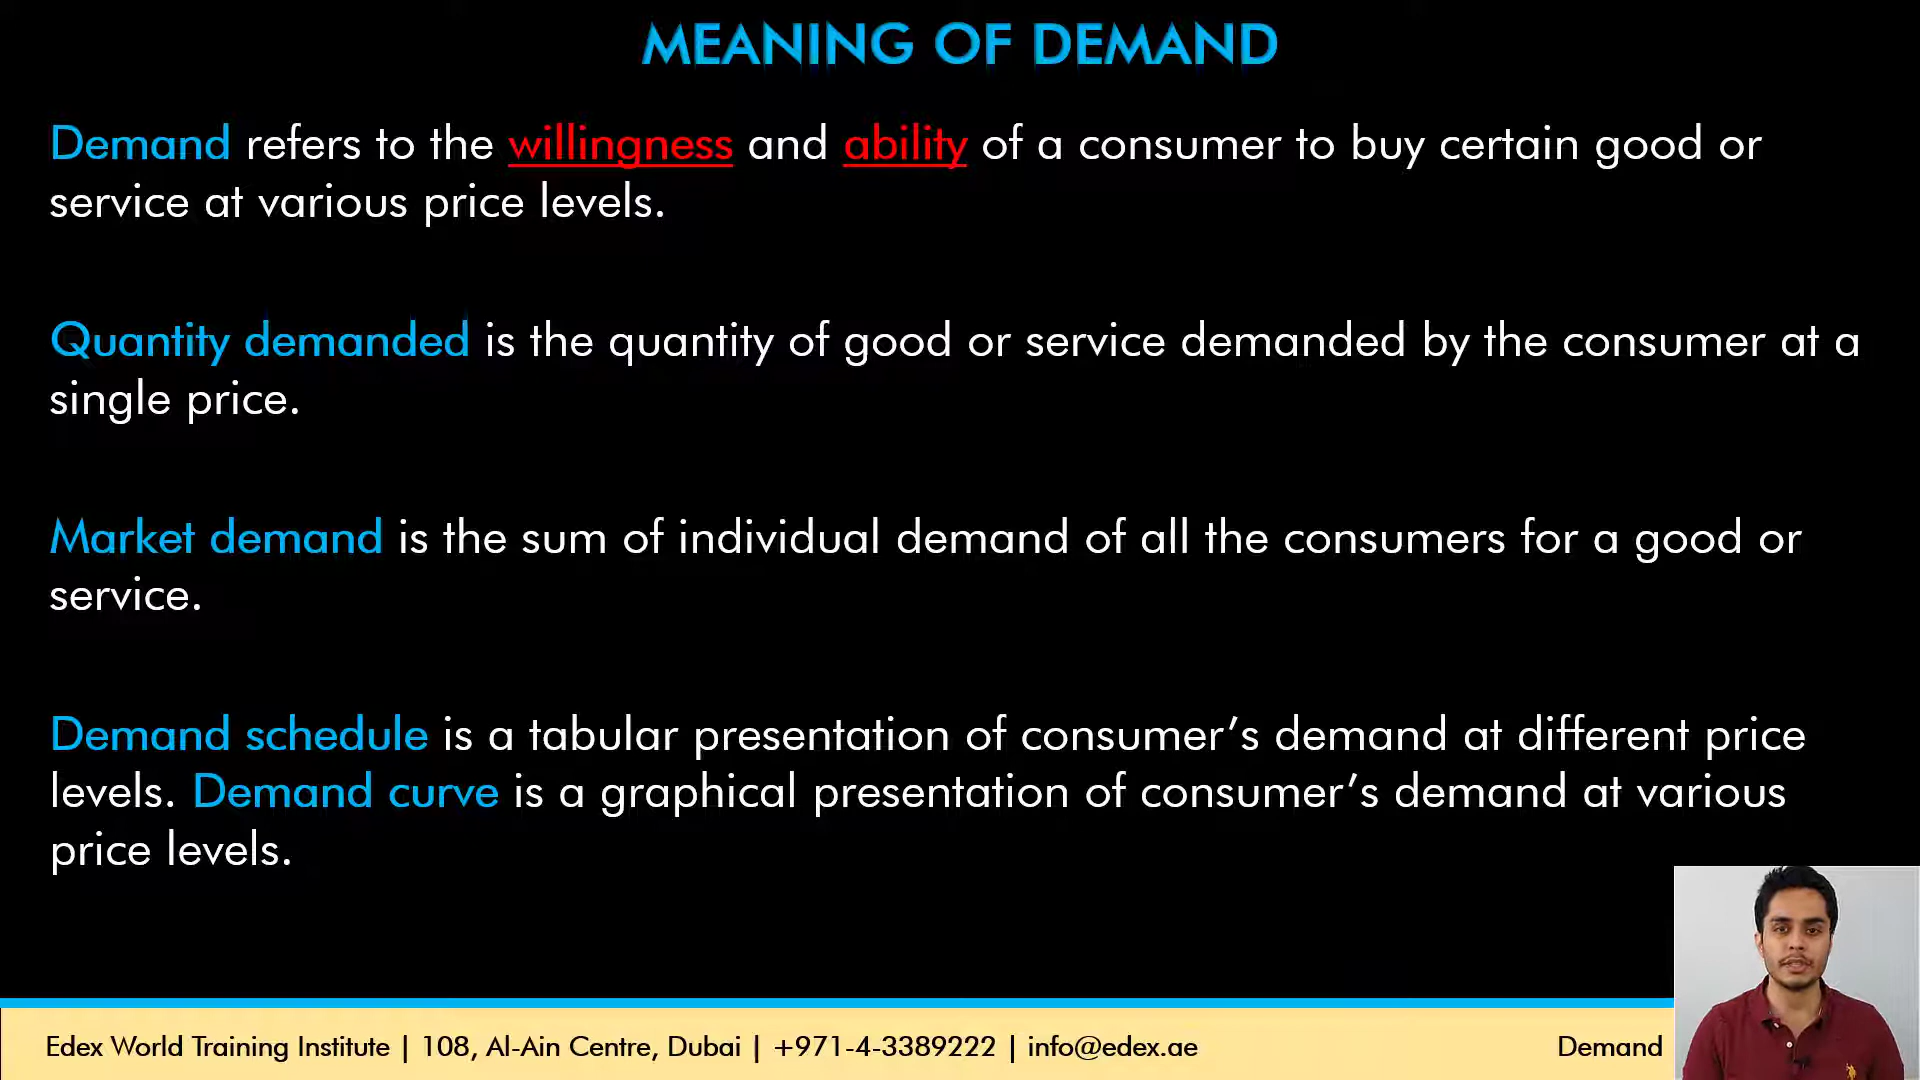 MEANING OF DEMAND
Demand refers to the willingness and ability of a consumer to buy certain good or
service at various price levels.
Quantity demanded is the quantity of good or service demanded by the consumer at a
single price.
Market demand is the sum of individual demand of all the consumers for a good or
service.
Demand schedule is a tabular presentation of consumer’s demand at different price
levels. Demand curve is a graphical presentation of consumer’s demand at various
price levels.
Edex World Training Institute | 108, Al-Ain Centre, Dubai | +971-4-3389222 | info@edex.ae
Demand